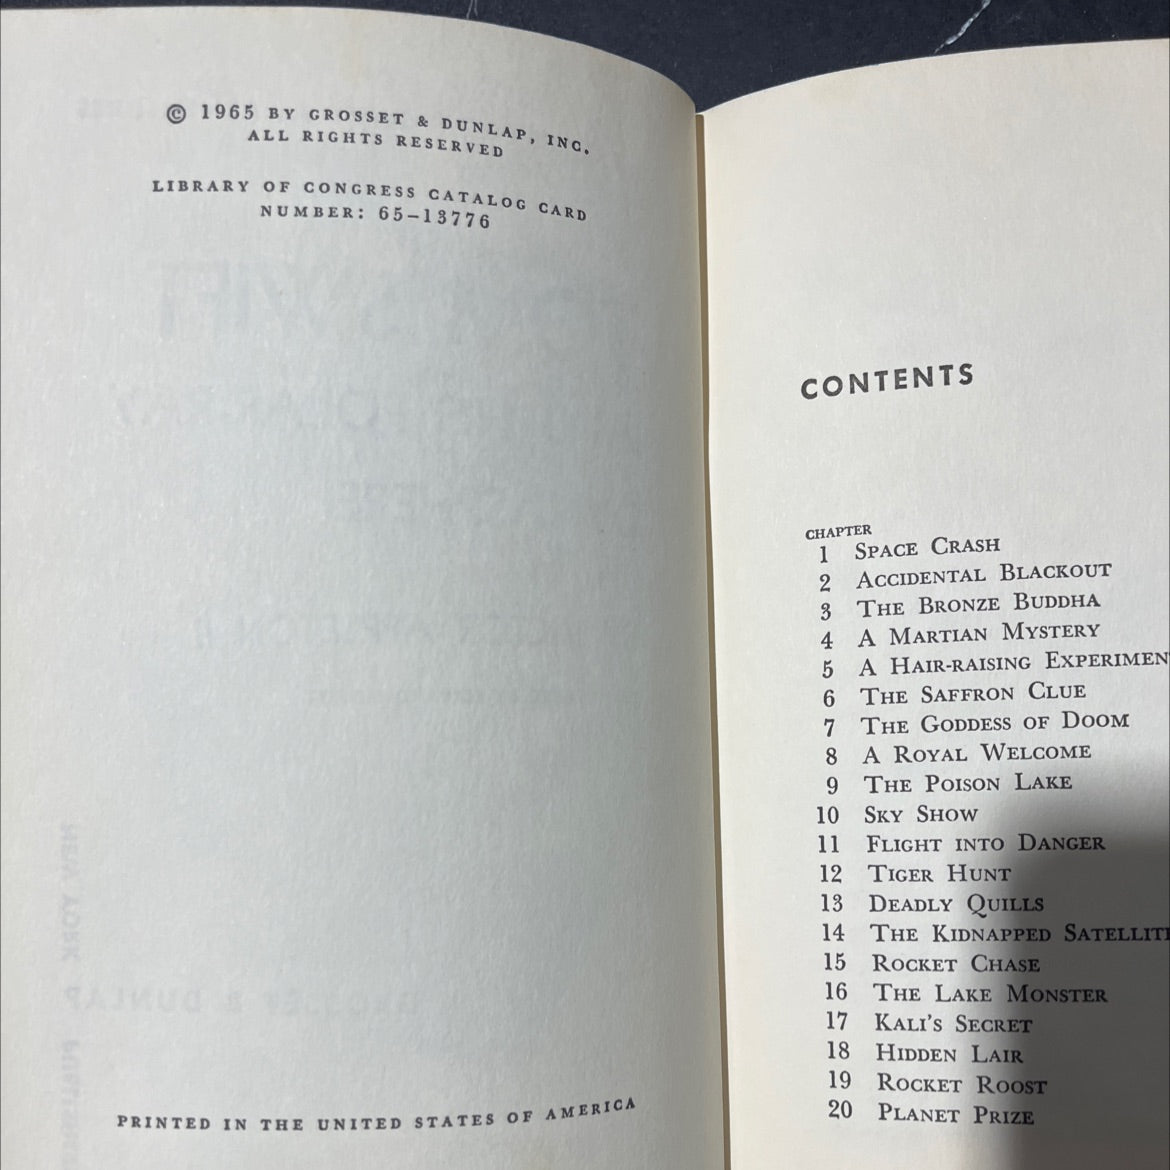 © 1965 BY GROSSET & DUNLAP, INC.
ALL RIGHTS RESERVED
LIBRARY OF CONGRESS CATALOG CARD
NUMBER: 65-13776
PRINTED IN THE UNITED STATES OF AMERICA
CONTENTS
CHAPTER
1 SPACE CRASH
2 ACCIDENTAL BLACKOUT
3 THE BRONZE BUDDHA
4 A MARTIAN MYSTERY
5 A HAIR-RAISING EXPERIMEN
6 THE SAFFRON CLUE
7 THE GODDESS OF DOOM
8 A ROYAL WELCOME
9 THE POISON LAKE
10 SKY SHOW
11 FLIGHT INTO DANGER
12 TIGER HUNT
13 DEADLY QUILLS
14 THE KIDNAPPED SATELLIT
15 ROCKET CHASE
16 THE LAKE MONSTER
17 KALI'S SECRET
18 HIDDEN LAIR
19 ROCKET ROOST
20 PLANET PRIZE